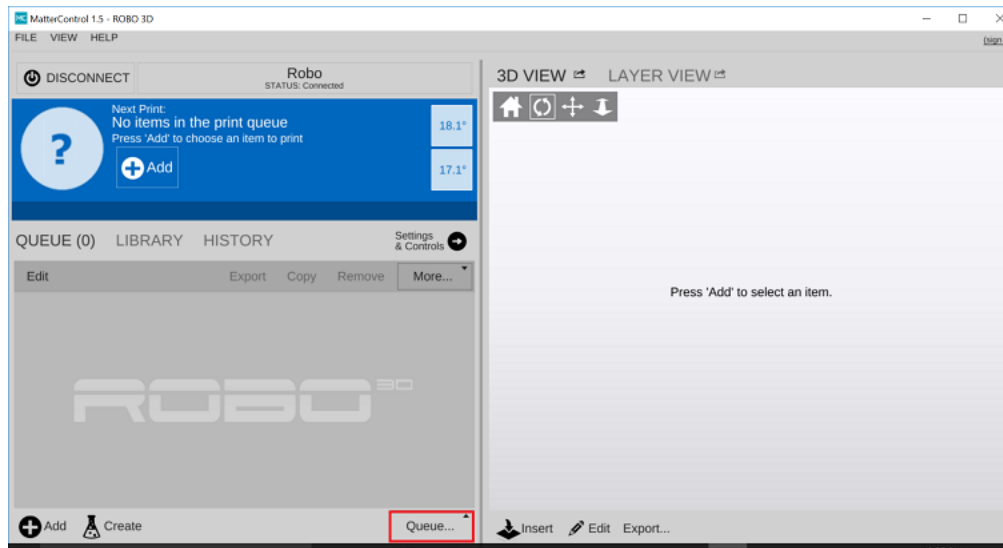 MatterControl 1.5 - ROBO 3D
FILE VIEW HELP
(sign
DISCONNECT
Robo
STATUS: Connected
3D VIEW LAYER VIEW
Next Print:
No items in the print queue
Press 'Add' to choose an item to print
Add
18.1°
17.1°
QUEUE (0) LIBRARY HISTORY
Settings
& Controls
Edit Export Copy Remove More...
Press 'Add' to select an item.
ROBO 3D
Add Create Queue...
Insert Edit Export...